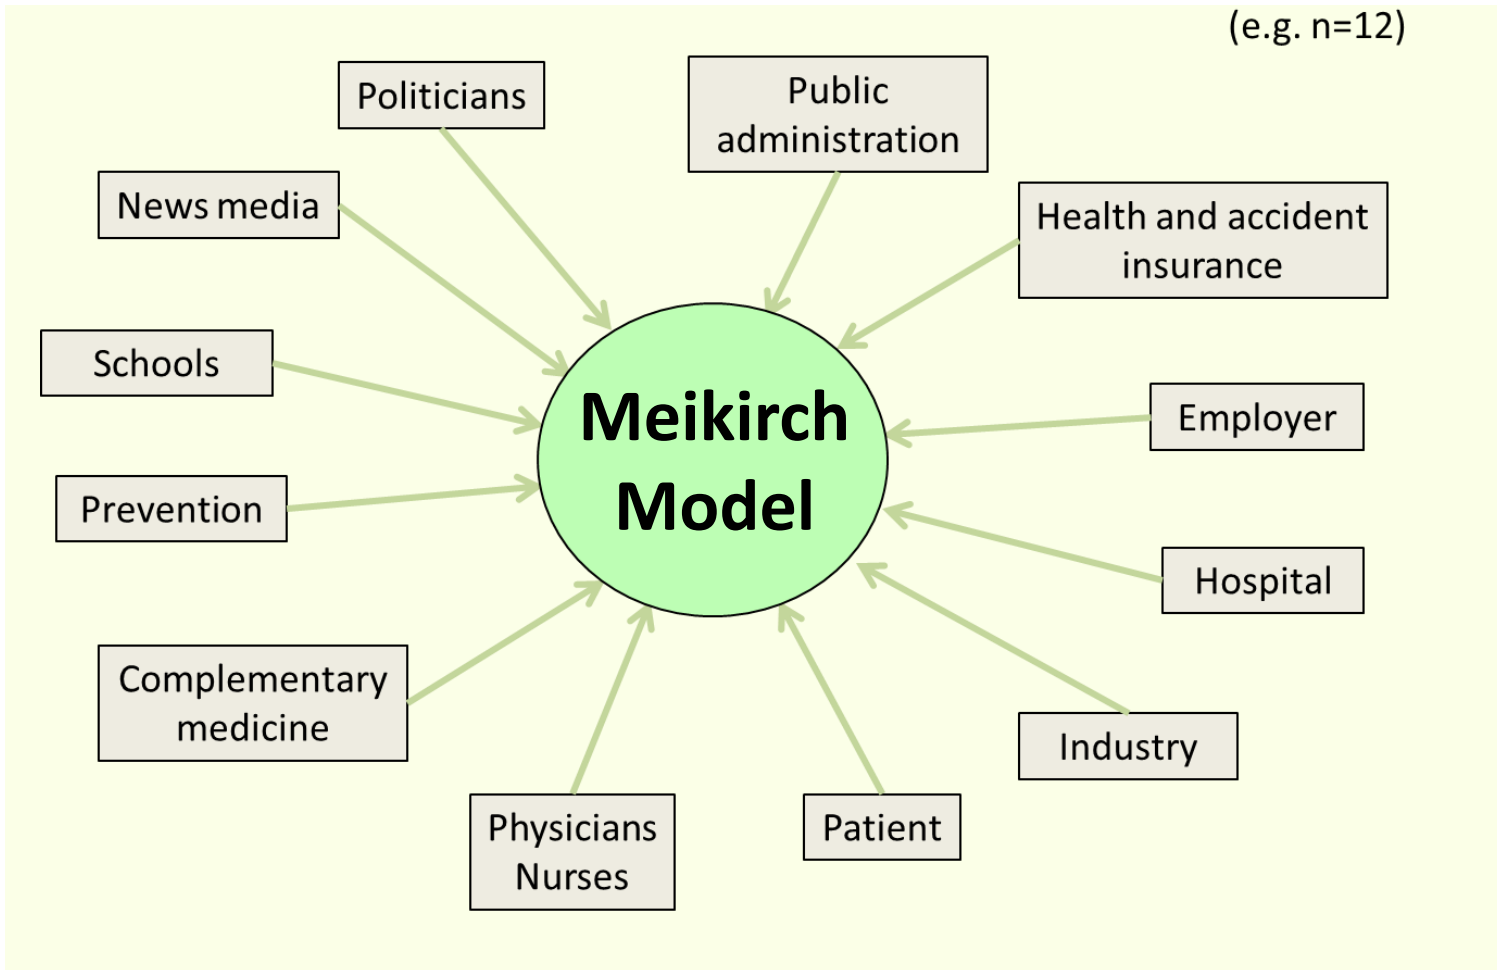 (e.g. n=12)
Politicians
Public
administration
News media
Health and accident
insurance
Schools
Employer
Meikirch
Model
Prevention
Hospital
Complementary
medicine
Industry
Physicians
Nurses
Patient